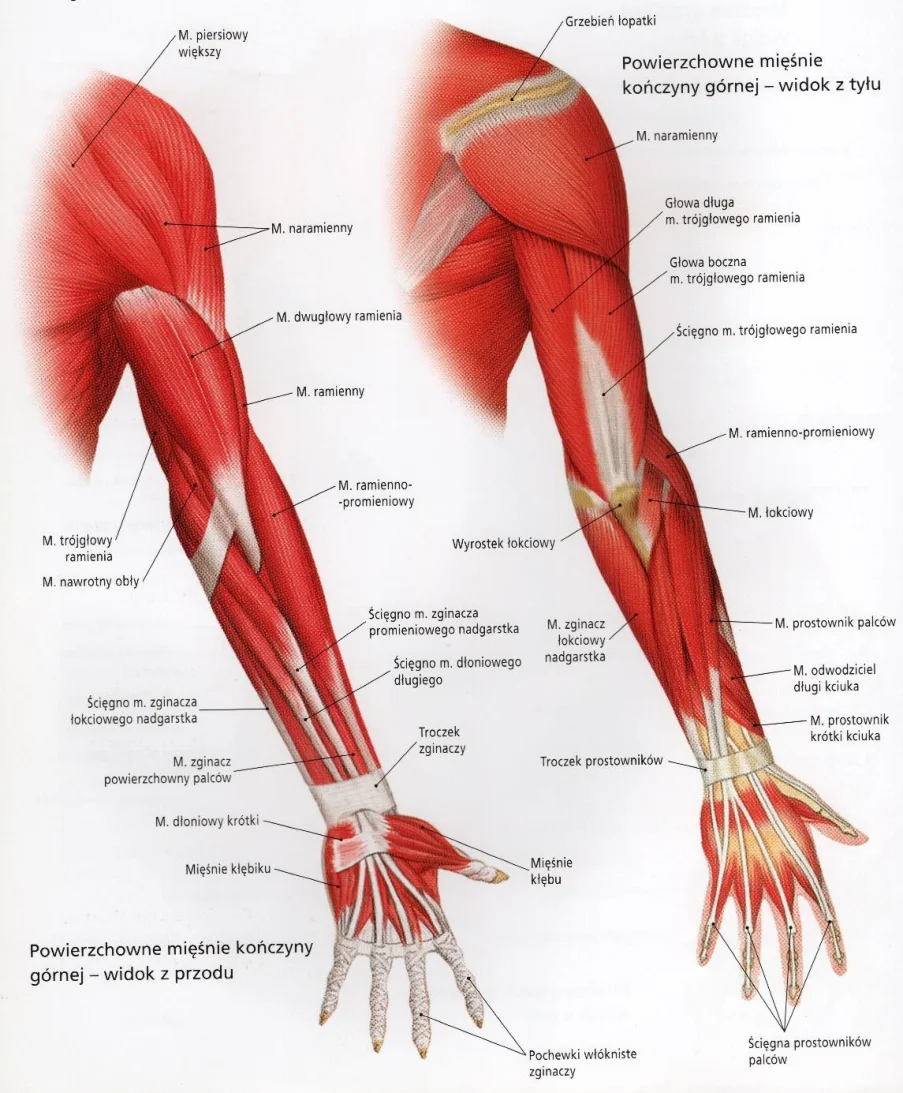 M. piersiowy
większy
M. naramienny
M. dwugłowy ramienia
M. ramienny
M. ramienno-
-promieniowy
M. trójgłowy
ramienia
M. nawrotny obły
Ścięgno m. zginacza
promieniowego nadgarstka
Ścięgno m. dłoniowego
długiego
Ścięgno m. zginacza
łokciowego nadgarstka
Troczek
zginaczy
M. zginacz
powierzchowny palców
M. dłoniowy krótki
Mięśnie kłębiku
Mięśnie
kłębu
Powierzchowne mięśnie kończyny
górnej – widok z przodu
Pochewki włókniste
zginaczy
Grzebień łopatki
Powierzchowne mięśnie
kończyny górnej – widok z tyłu
M. naramienny
Głowa długa
m. trójgłowego ramienia
Głowa boczna
m. trójgłowego ramienia
Ścięgno m. trójgłowego ramienia
M. ramienno-promieniowy
M. łokciowy
Wyrostek łokciowy
M. zginacz
łokciowy
nadgarstka
M. prostownik palców
M. odwodziciel
długi kciuka
M. prostownik
krótki kciuka
Troczek prostowników
Ścięgna prostowników
palców